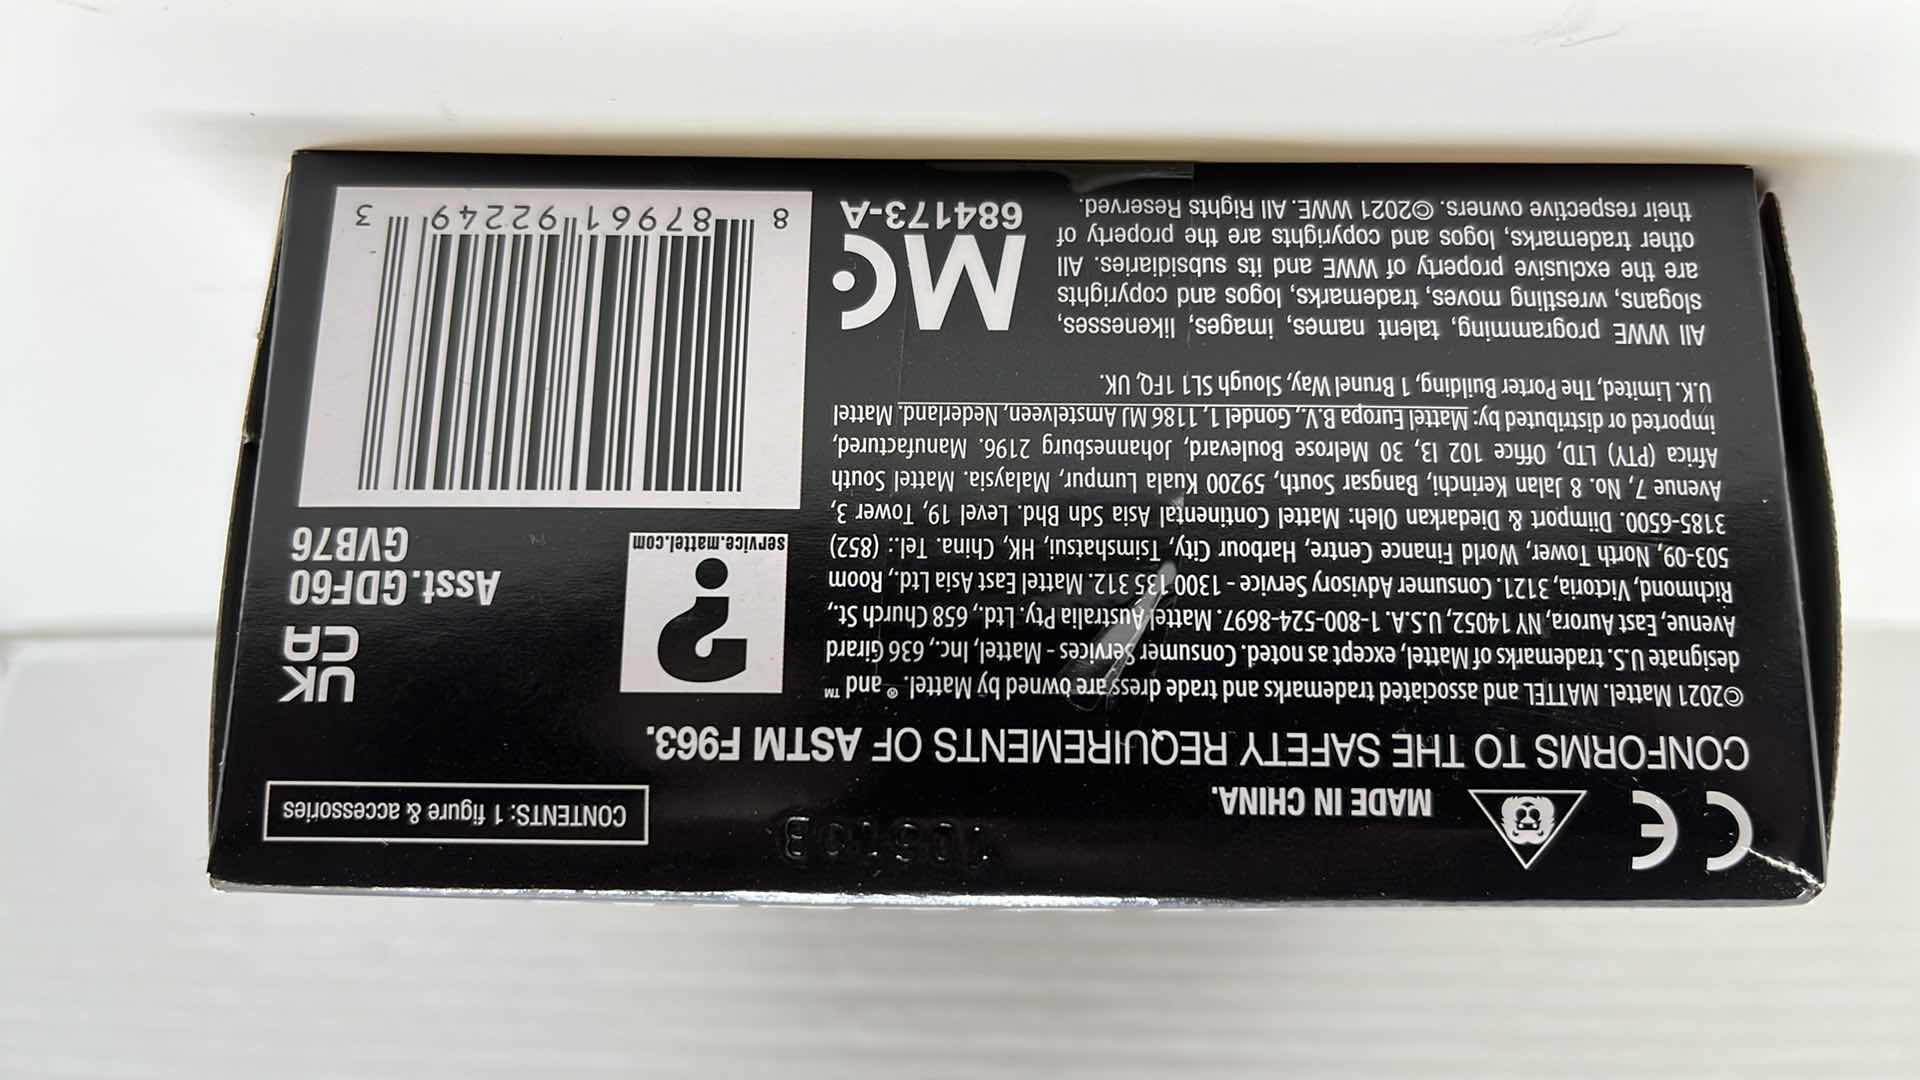 CE
MADE IN CHINA.
CONTENTS: 1 figure & accessories
CONFORMS TO THE SAFETY REQUIREMENTS OF ASTM F963.
©2021 Mattel. MATTEL and associated trademarks and trade dress are owned by Mattel. ® and ™
designate U.S. trademarks of Mattel, except as noted. Consumer Services - Mattel, Inc., 636 Girard
Avenue, East Aurora, NY 14052, U.S.A. 1-800-524-8697. Mattel Australia Pty. Ltd., 658 Church St.,
Richmond, Victoria, 3121. Consumer Advisory Service - 1300 135 312. Mattel East Asia Ltd., Room
503-09, North Tower, World Finance Centre, Harbour City, Tsimshatsui, HK, China. Tel.: (852)
3185-6500. Diimport & Diedarkan Oleh: Mattel Continental Asia Sdn Bhd. Level 19, Tower 3,
Avenue 7, No. 8 Jalan Kerinchi, Bangsar South, 59200 Kuala Lumpur, Malaysia. Mattel South
Africa (PTY) LTD, Office 102 I3, 30 Melrose Boulevard, Johannesburg 2196. Manufactured,
imported or distributed by: Mattel Europa B.V., Gondel 1, 1186 MJ Amstelveen, Nederland. Mattel
U.K. Limited, The Porter Building, 1 Brunel Way, Slough SL1 1FQ UK.
All WWE programming, talent names, images, likenesses,
slogans, wrestling moves, trademarks, logos and copyrights
are the exclusive property of WWE and its subsidiaries. All
other trademarks, logos and copyrights are the property of
their respective owners. ©2021 WWE. All Rights Reserved.
MC.
684173-A
?
service.mattel.com
UK
CA
Asst.GDF60
GVB76
8 87961 92249 3